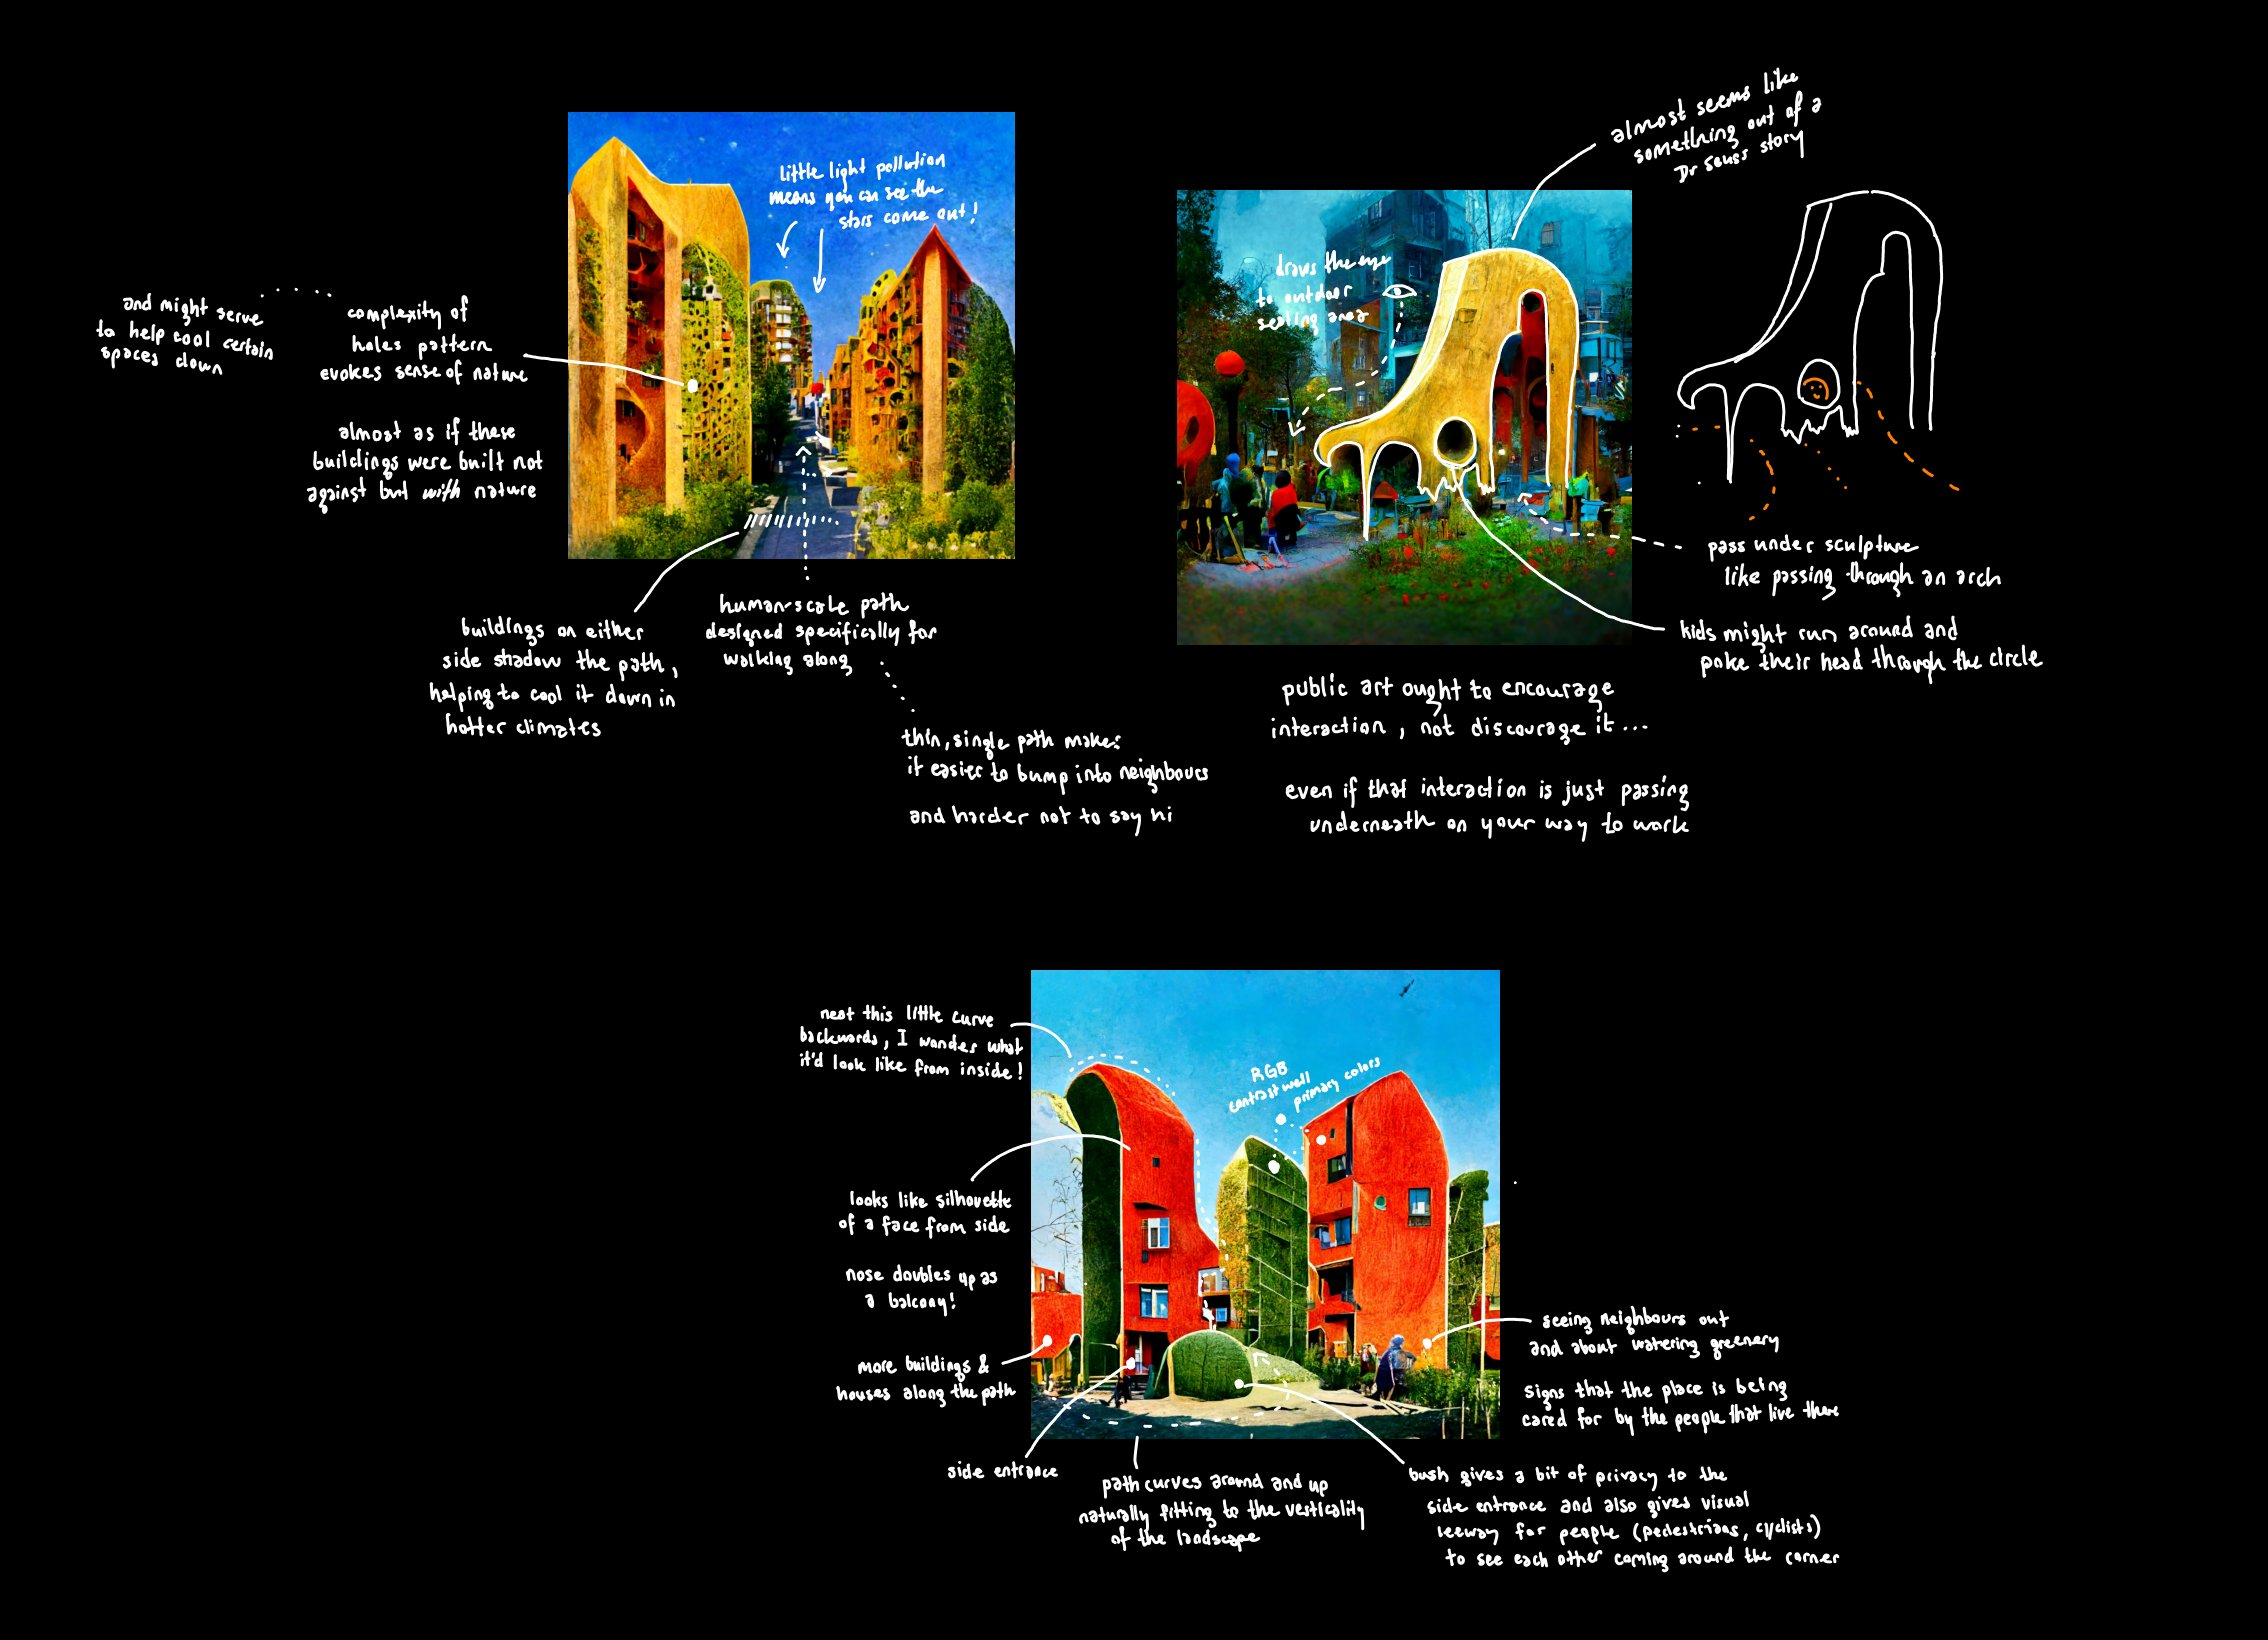 little light pollution
means you can see the
stars come out!
and might serve
to help cool certain
spaces down
complexity of
holes pattern
evokes sense of nature
almost as if these
buildings were built not
against but with nature
buildings on either
side shadow the path,
helping to cool it down in
hotter climates
human-scale path
designed specifically for
walking along
thin, single path makes
it easier to bump into neighbours
and harder not to say hi
almost seems like
something out of a
Dr Seuss story
draws the eye
to outdoor
seating area
pass under sculpture
like passing through an arch
kids might run around and
poke their head through the circle
public art ought to encourage
interaction, not discourage it...
even if that interaction is just passing
underneath on your way to work
neat this little curve
backwards, I wonder what
it'd look like from inside!
RGB
contrast well
primary colors
looks like silhouette
of a face from side
nose doubles up as
a balcony!
more buildings &
houses along the path
side entrance
path curves around and up
naturally fitting to the verticality
of the landscape
seeing neighbours out
and about watering greenery
signs that the place is being
cared for by the people that live there
bush gives a bit of privacy to the
side entrance and also gives visual
leeway for people (pedestrians, cyclists)
to see each other coming around the corner